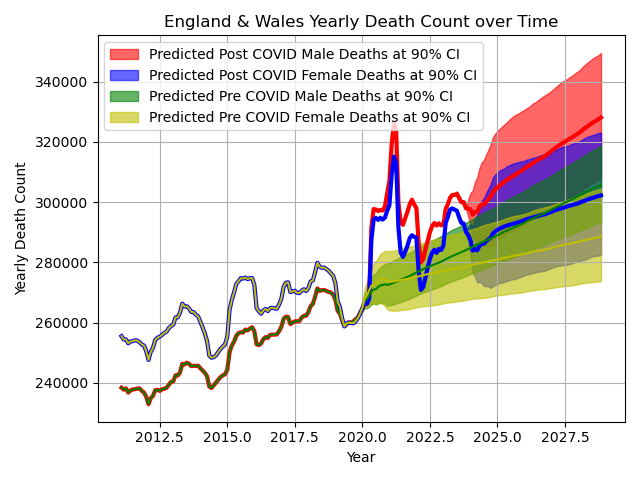 England & Wales Yearly Death Count over Time
Predicted Post COVID Male Deaths at 90% CI
Predicted Post COVID Female Deaths at 90% CI
Predicted Pre COVID Male Deaths at 90% CI
Predicted Pre COVID Female Deaths at 90% CI
Yearly Death Count
340000
320000
300000
280000
260000
240000
2012.5 2015.0 2017.5 2020.0 2022.5 2025.0 2027.5
Year